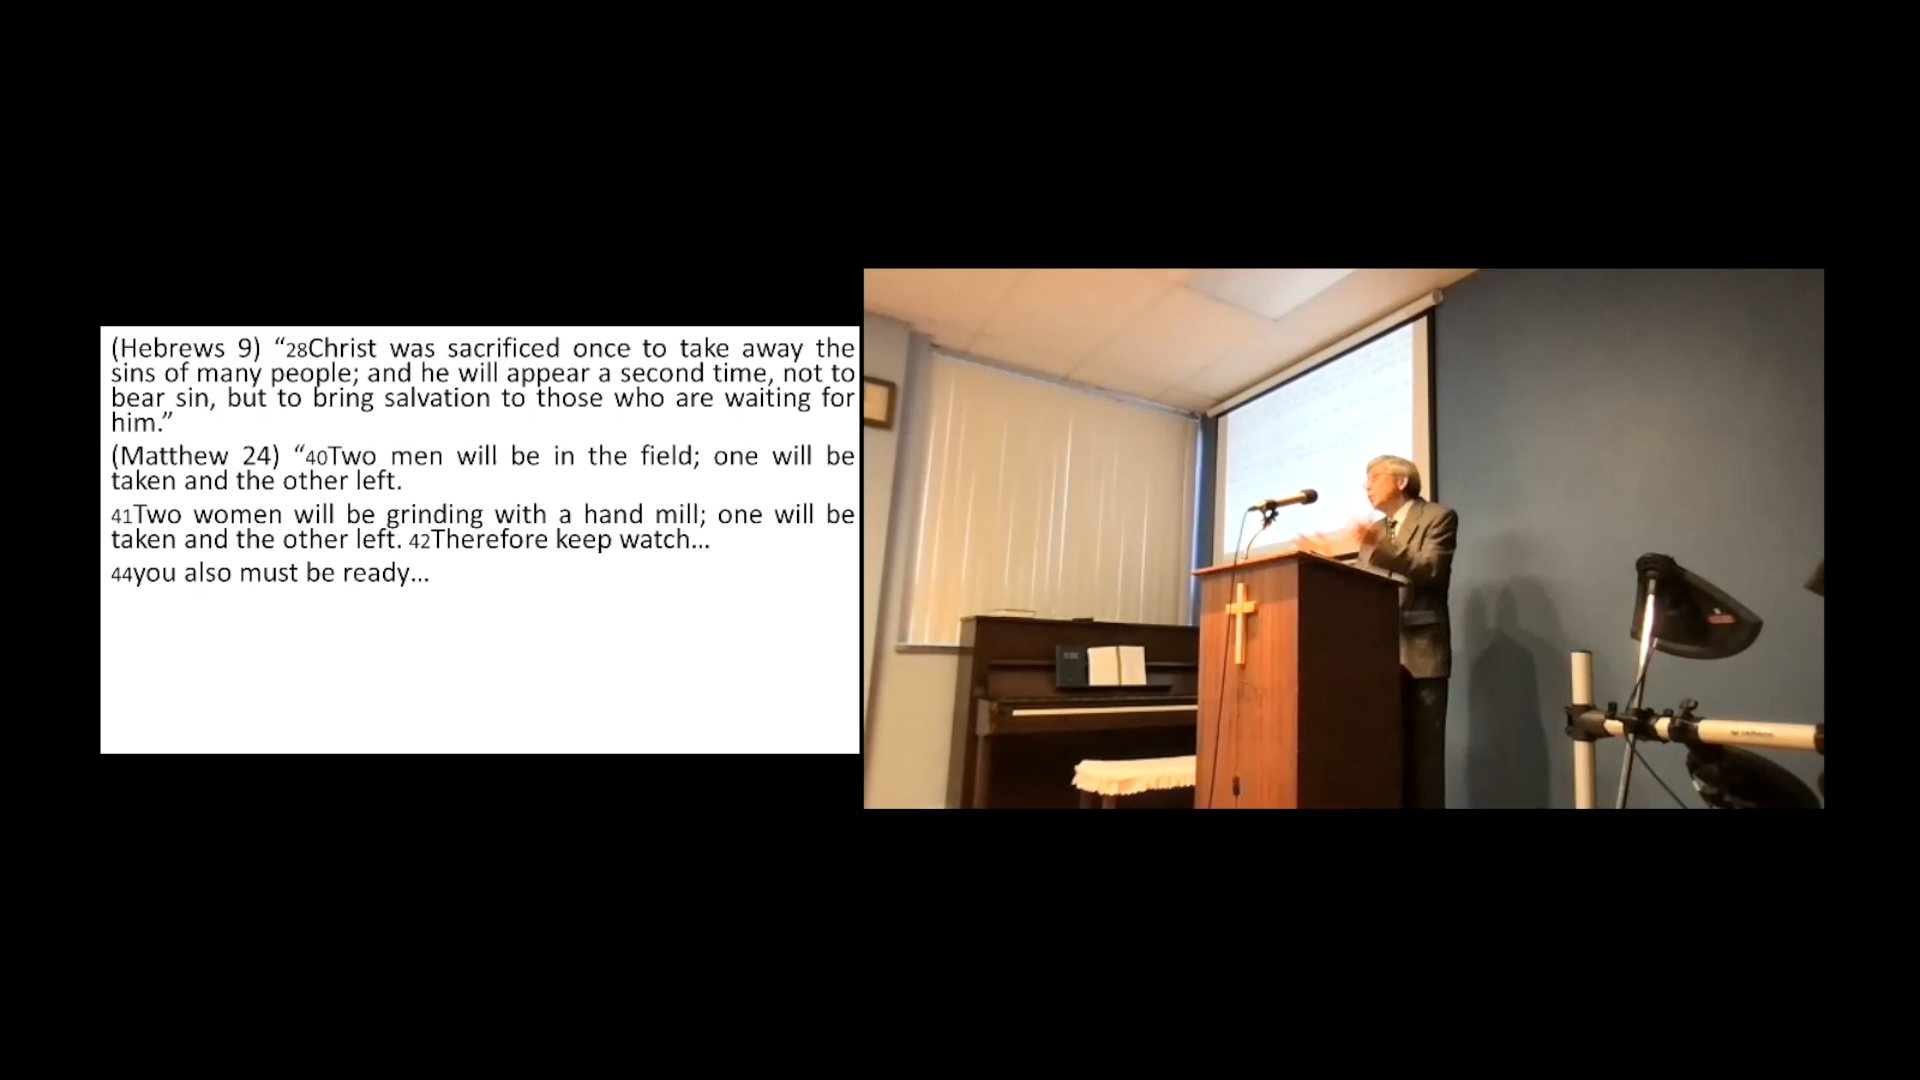 (Hebrews 9) “28Christ was sacrificed once to take away the
sins of many people; and he will appear a second time, not to
bear sin, but to bring salvation to those who are waiting for
him.”
(Matthew 24) “40Two men will be in the field; one will be
taken and the other left.
41Two women will be grinding with a hand mill; one will be
taken and the other left. 42Therefore keep watch…
44you also must be ready…